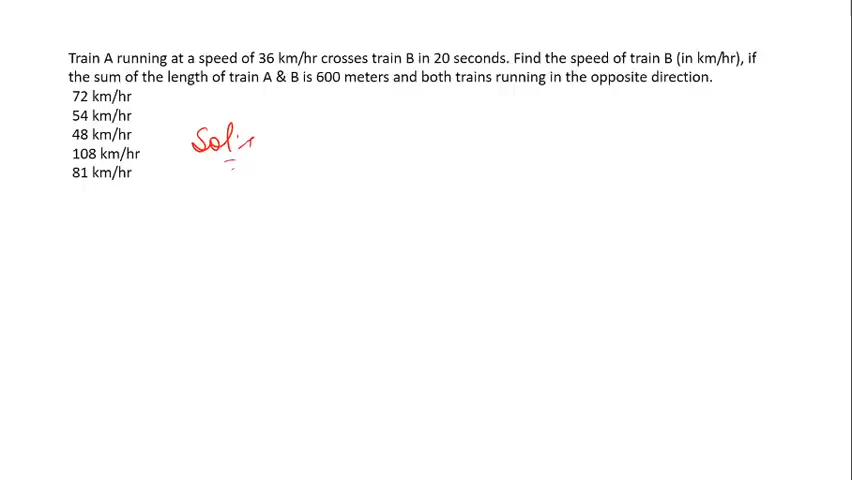 Train A running at a speed of 36 km/hr crosses train B in 20 seconds. Find the speed of train B (in km/hr), if
the sum of the length of train A & B is 600 meters and both trains running in the opposite direction.
72 km/hr
54 km/hr
48 km/hr
108 km/hr
81 km/hr
Sol: